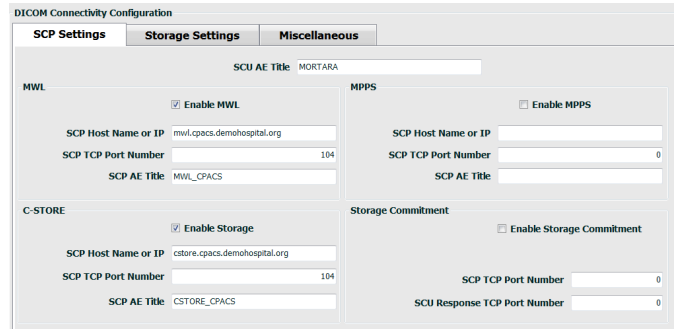 DICOM Connectivity Configuration
SCP Settings Storage Settings Miscellaneous
SCU AE Title MORTARA
MWL
Enable MWL
SCP Host Name or IP mwl.cpacs.demohospital.org
SCP TCP Port Number 104
SCP AE Title MWL_CPACS
MPPS
Enable MPPS
SCP Host Name or IP
SCP TCP Port Number 0
SCP AE Title
C-STORE
Enable Storage
SCP Host Name or IP cstore.cpacs.demohospital.org
SCP TCP Port Number 104
SCP AE Title CSTORE_CPACS
Storage Commitment
Enable Storage Commitment
SCP TCP Port Number 0
SCU Response TCP Port Number 0